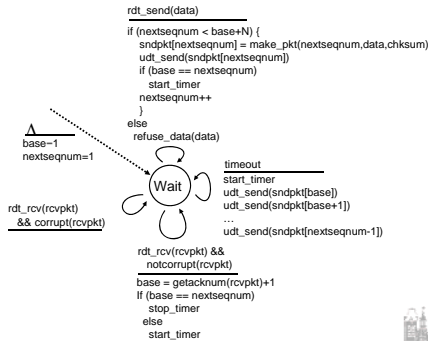 rdt_send(data)
if (nextseqnum < base+N) {
sndpkt[nextseqnum] = make_pkt(nextseqnum,data,chksum)
udt_send(sndpkt[nextseqnum])
if (base == nextseqnum)
start_timer
nextseqnum++
}
else
refuse_data(data)
Λ
base−1
nextseqnum=1
Wait
timeout
start_timer
udt_send(sndpkt[base])
udt_send(sndpkt[base+1])
…
udt_send(sndpkt[nextseqnum-1])
rdt_rcv(rcvpkt)
&& corrupt(rcvpkt)
rdt_rcv(rcvpkt) &&
notcorrupt(rcvpkt)
base = getacknum(rcvpkt)+1
If (base == nextseqnum)
stop_timer
else
start_timer